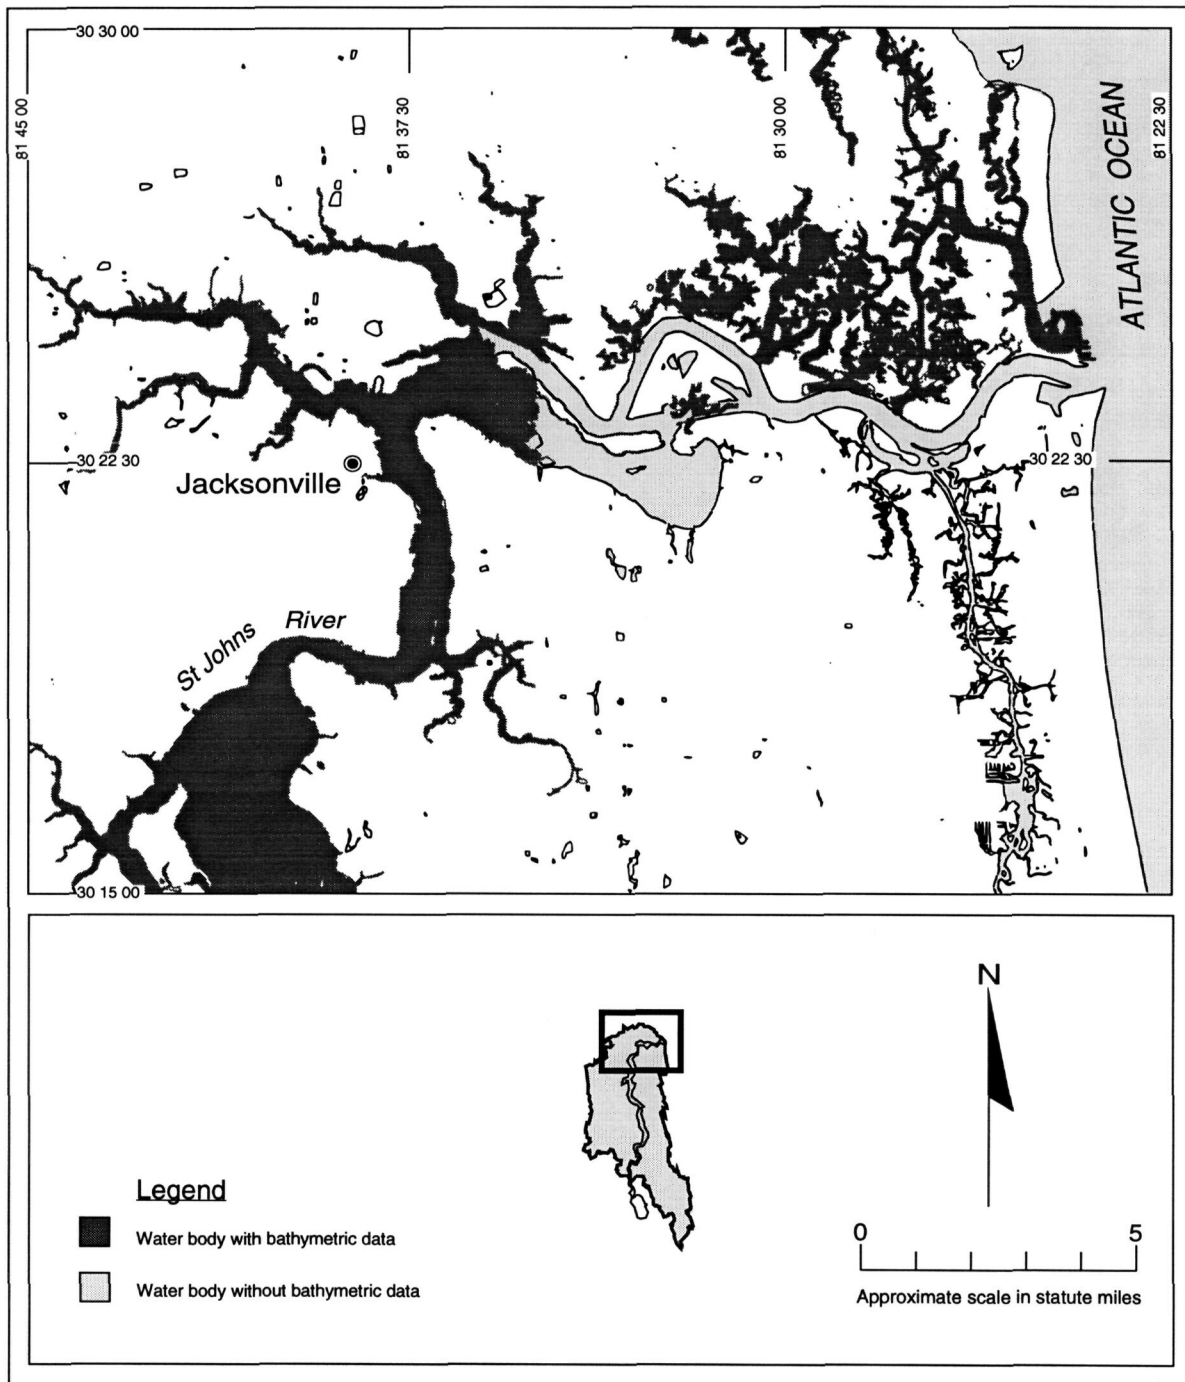 30 30 00
81 45 00
81 37 30
81 30 00
81 22 30
ATLANTIC OCEAN
30 22 30
30 22 30
Jacksonville
St Johns River
30 15 00
N
Legend
Water body with bathymetric data
Water body without bathymetric data
0 5
Approximate scale in statute miles